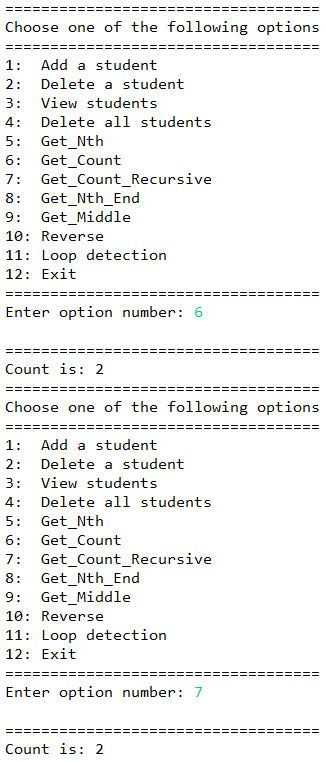 ===================================
Choose one of the following options
===================================
1:  Add a student
2:  Delete a student
3:  View students
4:  Delete all students
5:  Get_Nth
6:  Get_Count
7:  Get_Count_Recursive
8:  Get_Nth_End
9:  Get_Middle
10: Reverse
11: Loop detection
12: Exit
===================================
Enter option number: 6
===================================
Count is: 2
===================================
Choose one of the following options
===================================
1:  Add a student
2:  Delete a student
3:  View students
4:  Delete all students
5:  Get_Nth
6:  Get_Count
7:  Get_Count_Recursive
8:  Get_Nth_End
9:  Get_Middle
10: Reverse
11: Loop detection
12: Exit
===================================
Enter option number: 7
===================================
Count is: 2